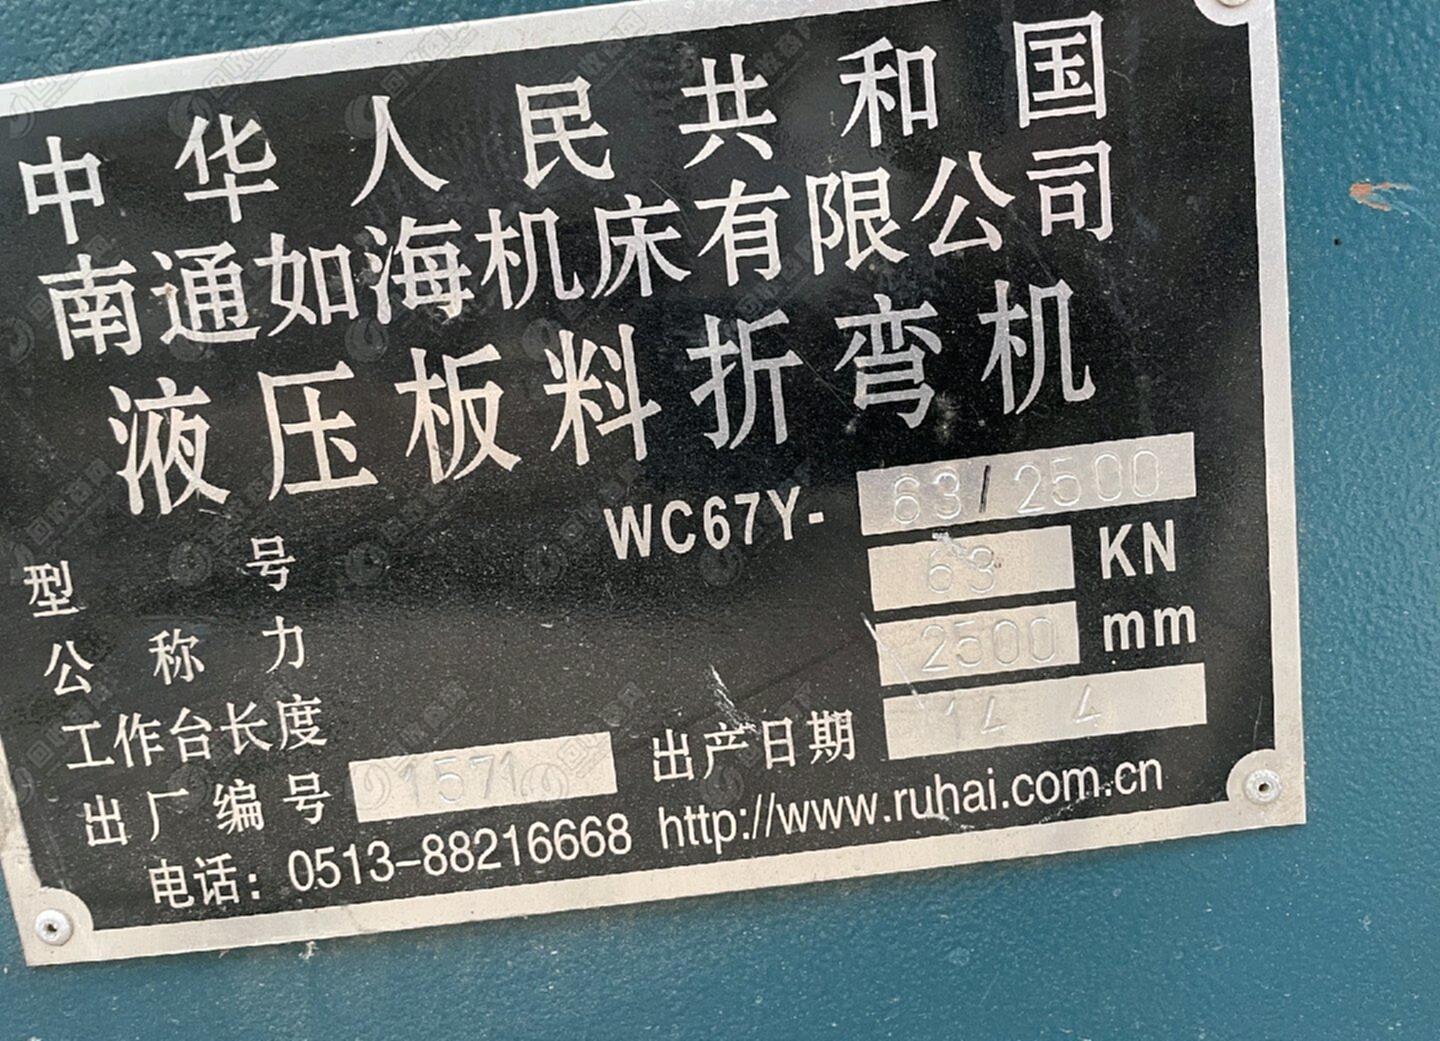 中华人民共和国
南通如海机床有限公司
液压板料折弯机
型号 WC67Y-63/2500
公称力 63 KN
工作台长度 2500 mm
出厂编号 1571 出产日期 14 4
电话：0513-88216668 http://www.ruhai.com.cn